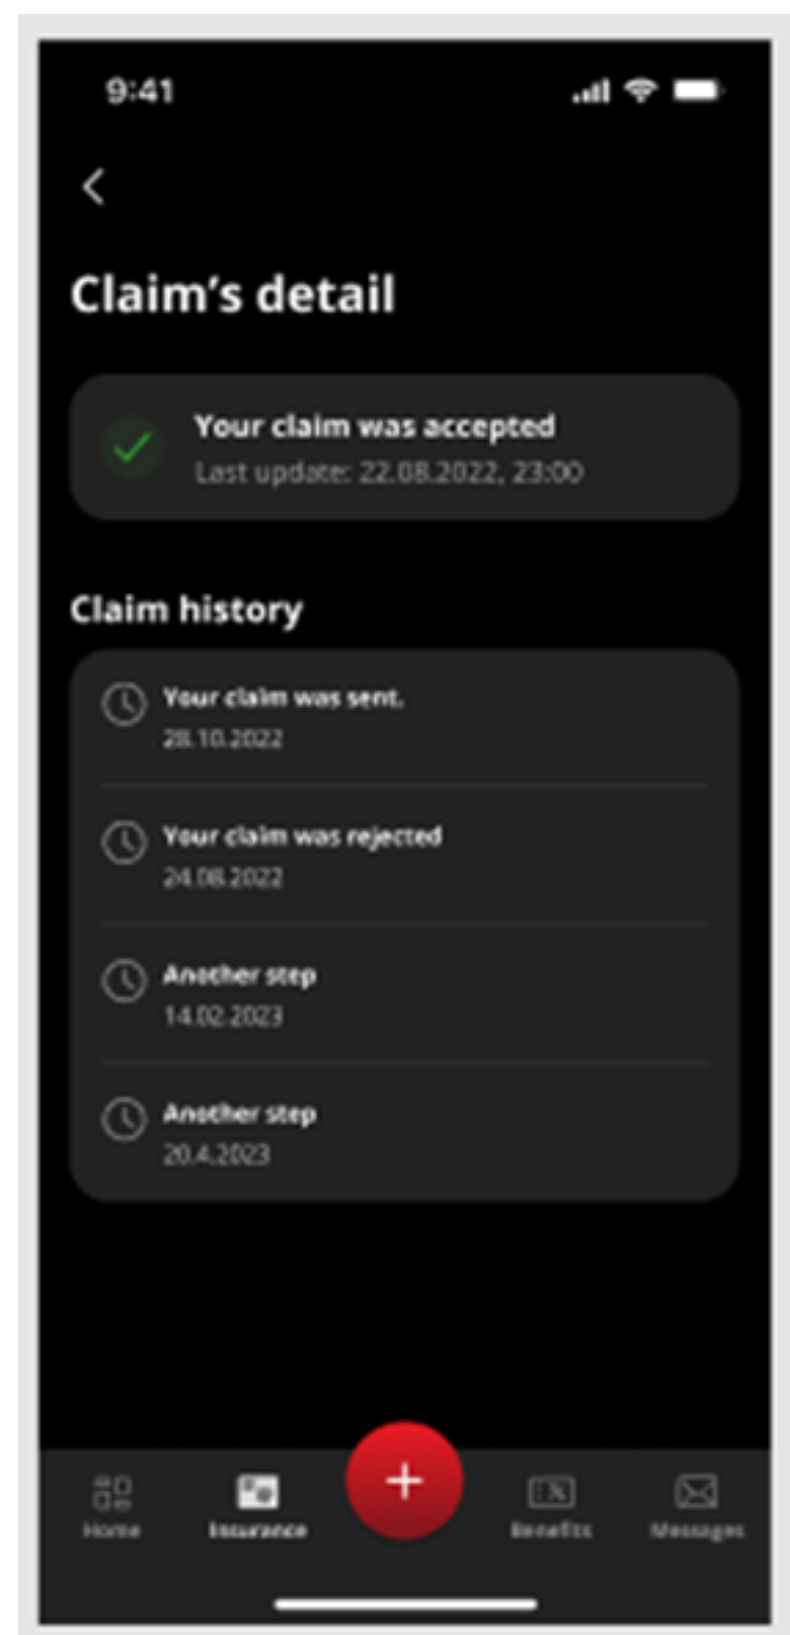 9:41
Claim’s detail
Your claim was accepted
Last update: 22.08.2022, 23:00
Claim history
Your claim was sent.
28.10.2022
Your claim was rejected
24.08.2022
Another step
14.02.2023
Another step
20.4.2023
Home
Insurance
Benefits
Messages